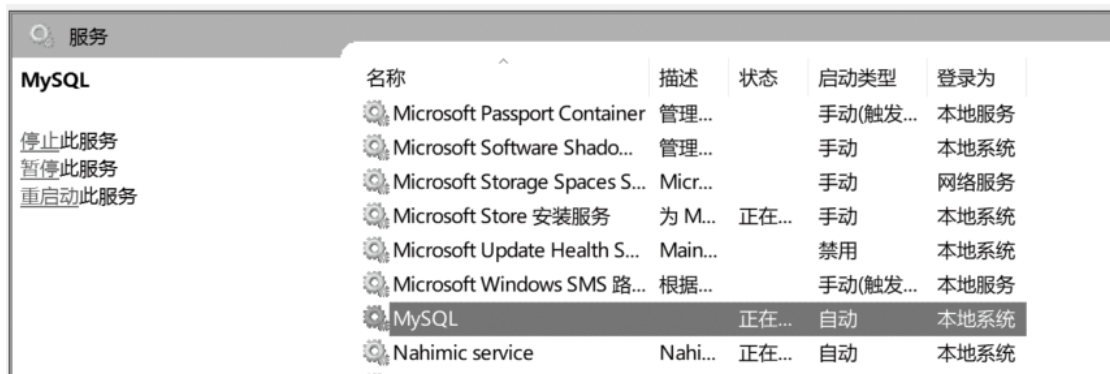 服务
MySQL
停止此服务
暂停此服务
重启动此服务
名称 描述 状态 启动类型 登录为
Microsoft Passport Container 管理... 手动(触发... 本地服务
Microsoft Software Shado... 管理... 手动 本地系统
Microsoft Storage Spaces S... Micr... 手动 网络服务
Microsoft Store 安装服务 为 M... 正在... 手动 本地系统
Microsoft Update Health S... Main... 禁用 本地系统
Microsoft Windows SMS 路... 根据... 手动(触发... 本地服务
MySQL 正在... 自动 本地系统
Nahimic service Nahi... 正在... 自动 本地系统